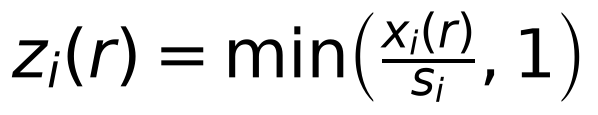 z_i(r) = min(x_i(r)/s_i, 1)